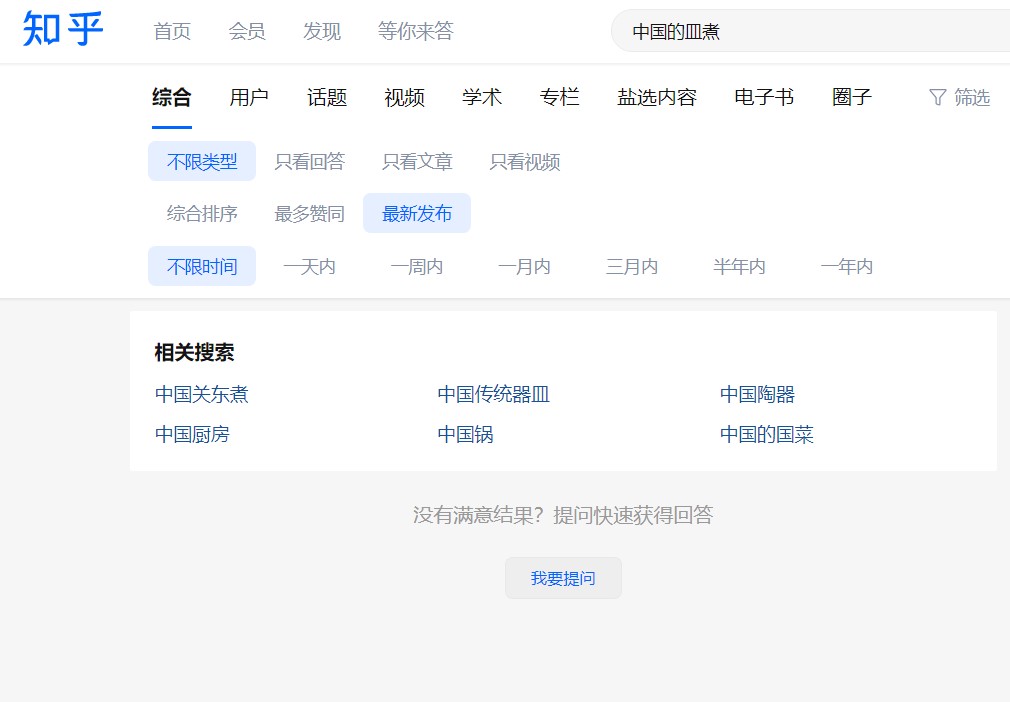 知乎 首页 会员 发现 等你来答 中国的皿煮
综合 用户 话题 视频 学术 专栏 盐选内容 电子书 圈子 筛选
不限类型 只看回答 只看文章 只看视频
综合排序 最多赞同 最新发布
不限时间 一天内 一周内 一月内 三月内 半年内 一年内
相关搜索
中国关东煮 中国传统器皿 中国陶器
中国厨房 中国锅 中国的国菜
没有满意结果？提问快速获得回答
我要提问